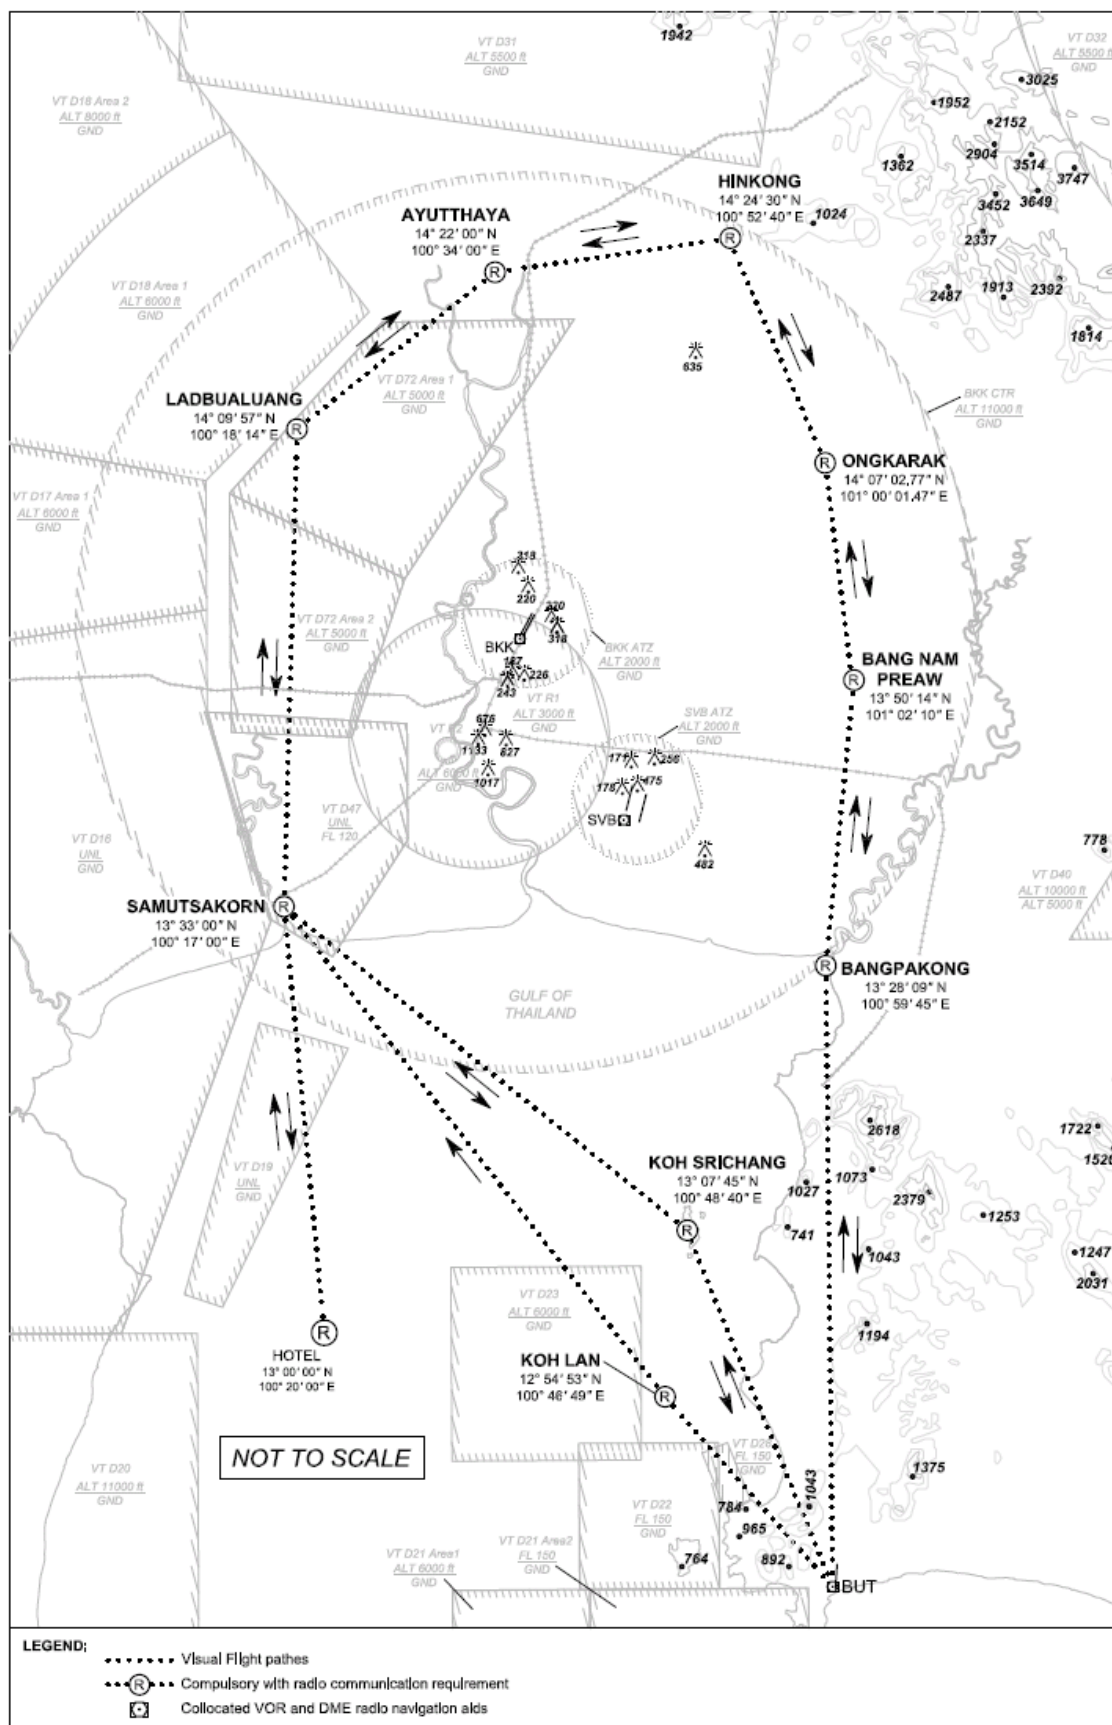 1942
VT D31
ALT 5500 ft
GND
VT D32
ALT 5500 ft
GND
3025
VT D18 Area 2
ALT 8000 ft
GND
1952
2152
2904
1362
3514
3747
HINKONG
14° 24' 30" N
100° 52' 40" E
3649
3452
AYUTTHAYA
14° 22' 00" N
100° 34' 00" E
1024
2337
VT D18 Area 1
ALT 6000 ft
GND
2487
1913
2392
1814
635
VT D72 Area 1
ALT 5000 ft
GND
BKK CTR
ALT 11000 ft
GND
LADBUALUANG
14° 09' 57" N
100° 18' 14" E
ONGKARAK
14° 07' 02.77" N
101° 00' 01.47" E
VT D17 Area 1
ALT 6000 ft
GND
318
220
318
VT D72 Area 2
ALT 5000 ft
GND
BKK
BKK ATZ
ALT 2000 ft
GND
BANG NAM
PREAW
13° 50' 14" N
101° 02' 10" E
226
243
VT R1
ALT 3000 ft
GND
676
1133
827
SVB ATZ
ALT 2000 ft
GND
171
256
1017
GND
178
475
VT D47
UNL
FL 120
SVB
VT D16
UNL
GND
482
778
VT D40
ALT 10000 ft
ALT 5000 ft
SAMUTSAKORN
13° 33' 00" N
100° 17' 00" E
BANGPAKONG
13° 28' 09" N
100° 59' 45" E
GULF OF
THAILAND
2618
1722
1520
VT D19
UNL
GND
KOH SRICHANG
13° 07' 45" N
100° 48' 40" E
1073
1027
2379
1253
741
1043
1247
2031
VT D23
ALT 6000 ft
GND
1194
HOTEL
13° 00' 00" N
100° 20' 00" E
KOH LAN
12° 54' 53" N
100° 46' 49" E
NOT TO SCALE
VT D20
ALT 11000 ft
GND
FL 150
GND
1375
1043
VT D22
FL 150
GND
784
965
VT D21 Area1
ALT 6000 ft
GND
VT D21 Area2
FL 150
GND
764
892
BUT
LEGEND;
Visual Flight pathes
R Compulsory with radio communication requirement
Collocated VOR and DME radio navigation aids